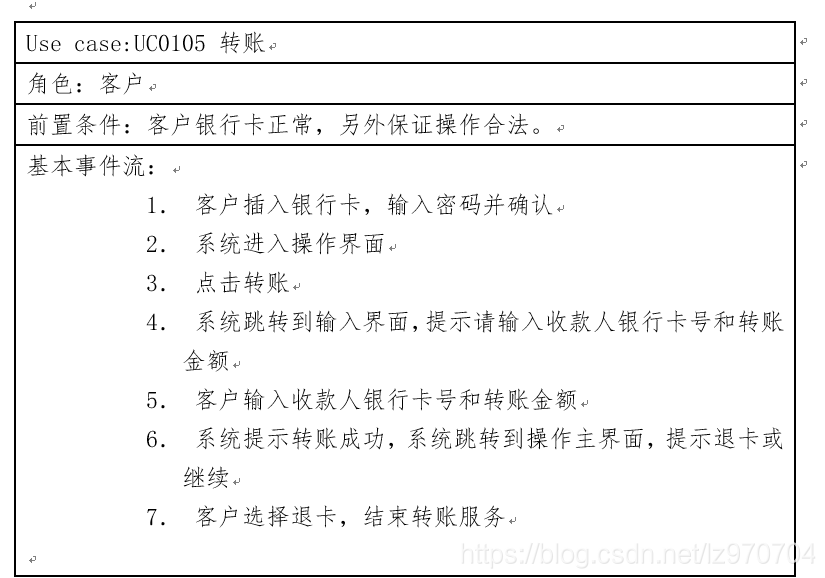 Use case:UC0105 转账
角色：客户
前置条件：客户银行卡正常，另外保证操作合法。
基本事件流：
1. 客户插入银行卡，输入密码并确认
2. 系统进入操作界面
3. 点击转账
4. 系统跳转到输入界面，提示请输入收款人银行卡号和转账
金额
5. 客户输入收款人银行卡号和转账金额
6. 系统提示转账成功，系统跳转到操作主界面，提示退卡或
继续
7. 客户选择退卡，结束转账服务
https://blog.csdn.net/lz970704